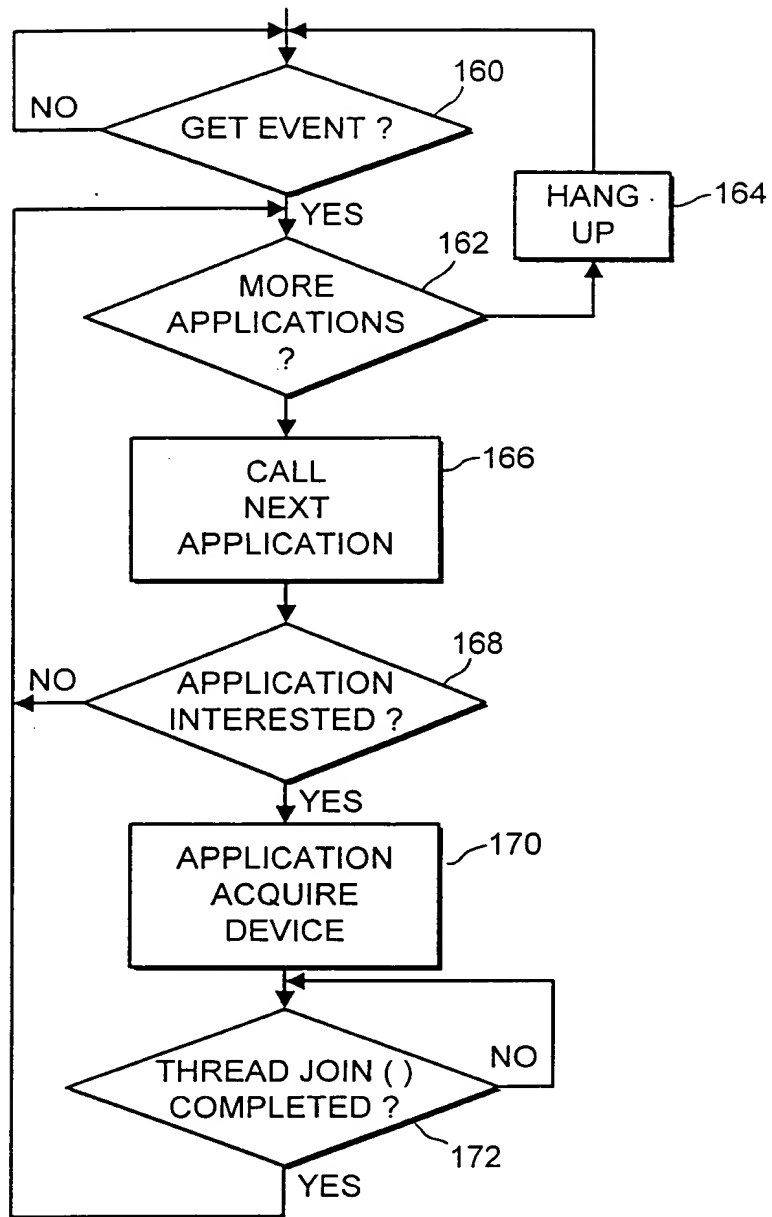 160
NO
GET EVENT ?
HANG
UP
164
YES
162
MORE
APPLICATIONS
?
CALL
NEXT
APPLICATION
166
168
NO
APPLICATION
INTERESTED ?
YES
APPLICATION
ACQUIRE
DEVICE
170
THREAD JOIN ( )
COMPLETED ?
NO
172
YES